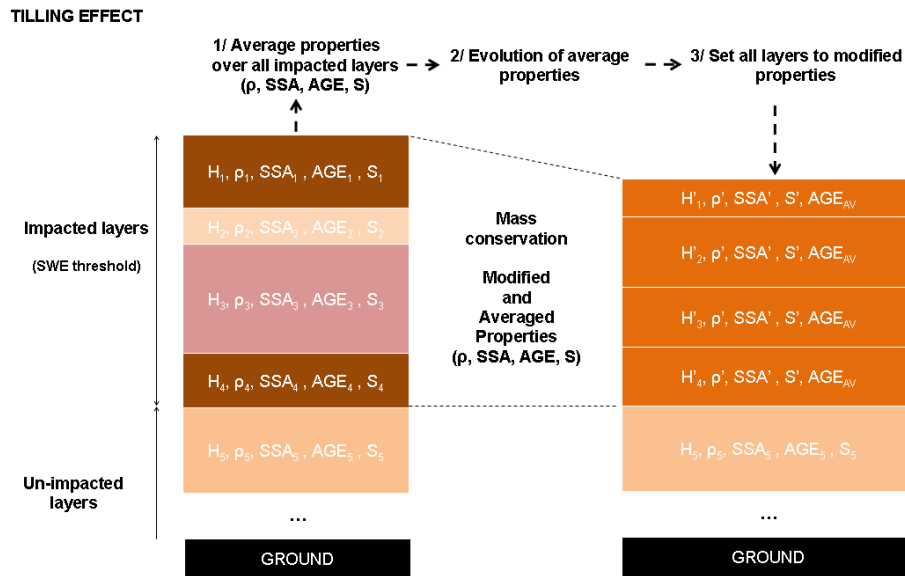 TILLING EFFECT
1/ Average properties
over all impacted layers
(ρ, SSA, AGE, S)
2/ Evolution of average
properties
3/ Set all layers to modified
properties
Impacted layers
(SWE threshold)
Un-impacted
layers
H₁, ρ₁, SSA₁ , AGE₁ , S₁
H₂, ρ₂, SSA₂ , AGE₂ , S₂
H₃, ρ₃, SSA₃ , AGE₃ , S₃
H₄, ρ₄, SSA₄ , AGE₄ , S₄
H₅, ρ₅, SSA₅ , AGE₅ , S₅
...
GROUND
Mass
conservation
Modified
and
Averaged
Properties
(ρ, SSA, AGE, S)
H'₁, ρ', SSA' , S', AGE_AV
H'₂, ρ', SSA' , S', AGE_AV
H'₃, ρ', SSA' , S', AGE_AV
H'₄, ρ', SSA' , S', AGE_AV
H₅, ρ₅, SSA₅ , AGE₅ , S₅
...
GROUND